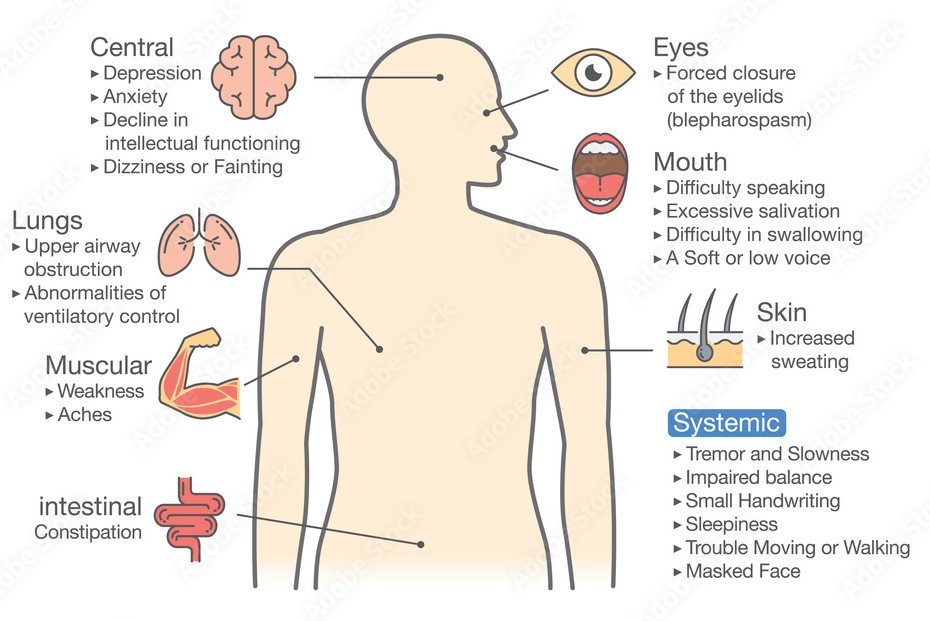 Central
▸ Depression
▸ Anxiety
▸ Decline in
intellectual functioning
▸ Dizziness or Fainting
Lungs
▸ Upper airway
obstruction
▸ Abnormalities of
ventilatory control
Muscular
▸ Weakness
▸ Aches
intestinal
Constipation
Eyes
▸ Forced closure
of the eyelids
(blepharospasm)
Mouth
▸ Difficulty speaking
▸ Excessive salivation
▸ Difficulty in swallowing
▸ A Soft or low voice
Skin
▸ Increased
sweating
Systemic
▸ Tremor and Slowness
▸ Impaired balance
▸ Small Handwriting
▸ Sleepiness
▸ Trouble Moving or Walking
▸ Masked Face
Adobe Stock